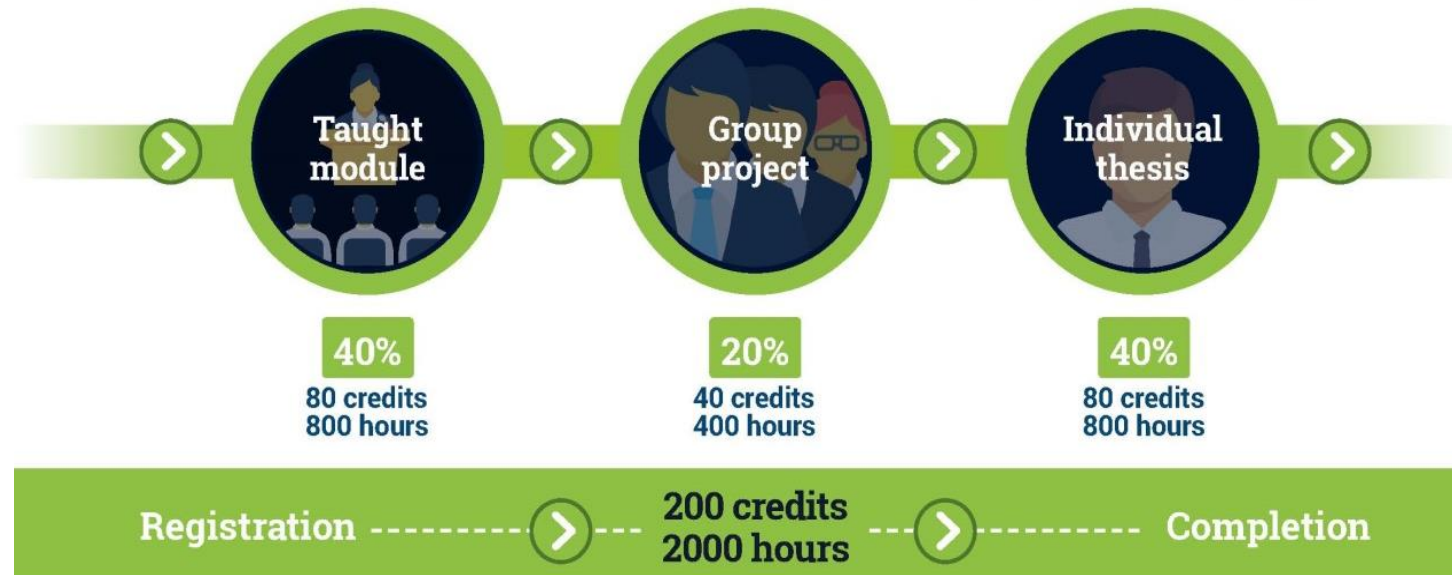 Taught
module
Group
project
Individual
thesis
40%
80 credits
800 hours
20%
40 credits
400 hours
40%
80 credits
800 hours
Registration
200 credits
2000 hours
Completion